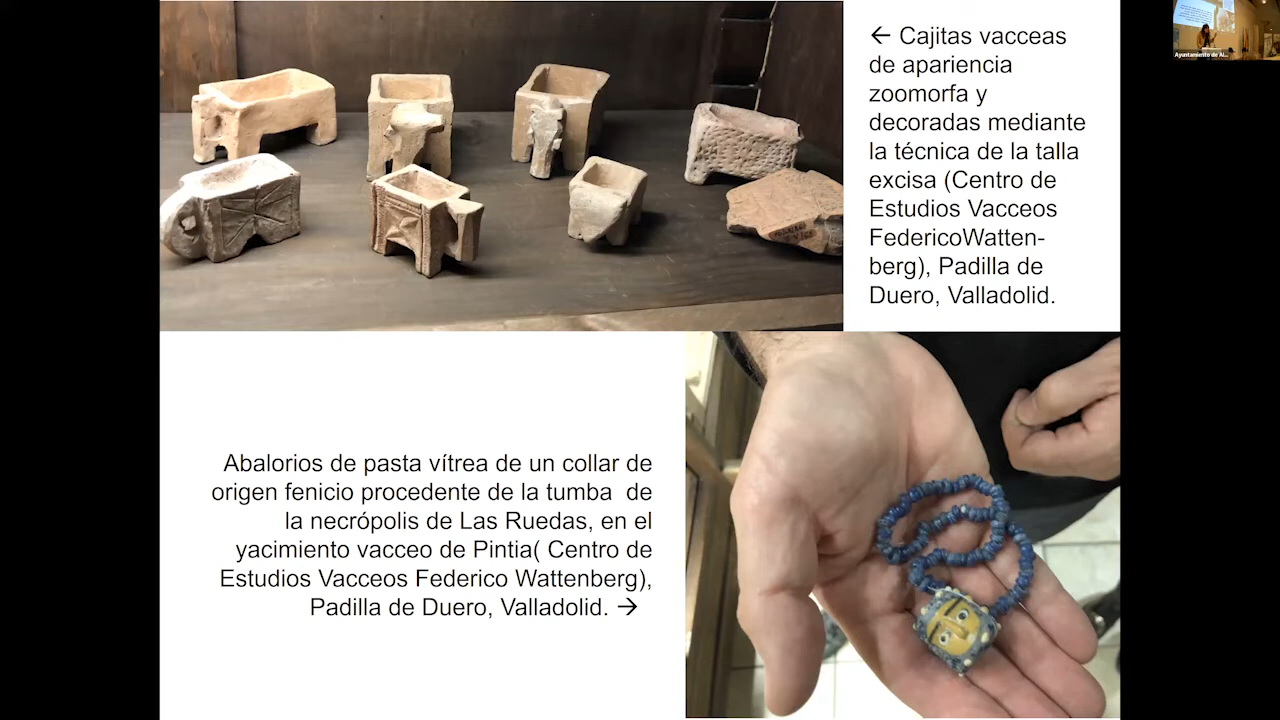 ← Cajitas vacceas
de apariencia
zoomorfa y
decoradas mediante
la técnica de la talla
excisa (Centro de
Estudios Vacceos
FedericoWatten-
berg), Padilla de
Duero, Valladolid.
Abalorios de pasta vítrea de un collar de
origen fenicio procedente de la tumba de
la necrópolis de Las Ruedas, en el
yacimiento vacceo de Pintia( Centro de
Estudios Vacceos Federico Wattenberg),
Padilla de Duero, Valladolid. →
Ayuntamiento de Al...